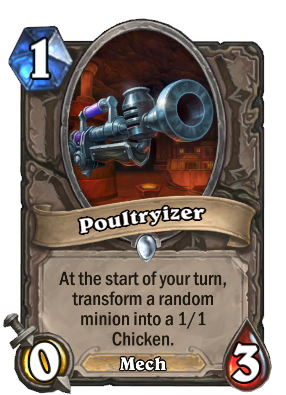 1
Poultryizer
At the start of your turn,
transform a random
minion into a 1/1
Chicken.
0
Mech
3